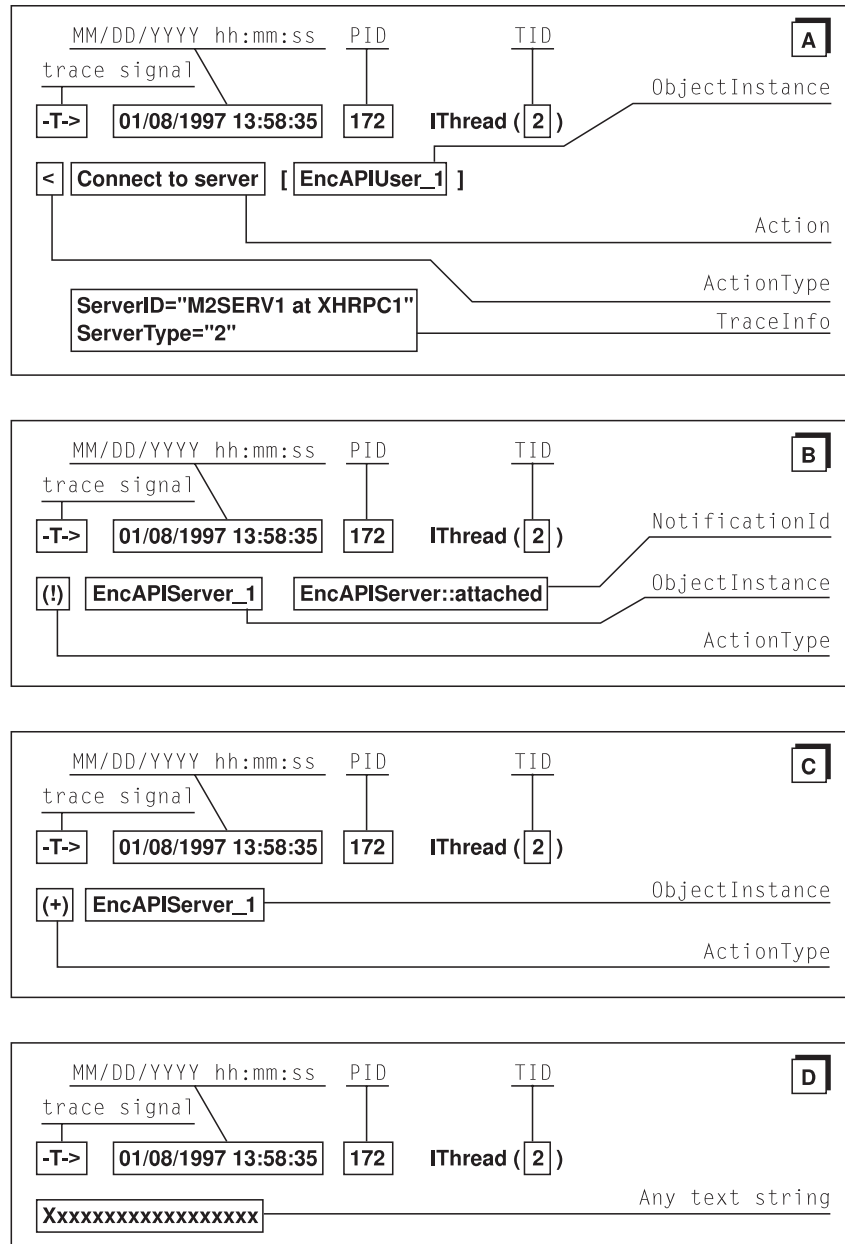 MM/DD/YYYY hh:mm:ss PID TID A
trace signal
ObjectInstance
-T-> 01/08/1997 13:58:35 172 IThread ( 2 )
< Connect to server [ EncAPIUser_1 ]
Action
ActionType
ServerID="M2SERV1 at XHRPC1"
TraceInfo
ServerType="2"
MM/DD/YYYY hh:mm:ss PID TID B
trace signal
NotificationId
-T-> 01/08/1997 13:58:35 172 IThread ( 2 )
ObjectInstance
(!) EncAPIServer_1 EncAPIServer::attached
ActionType
MM/DD/YYYY hh:mm:ss PID TID C
trace signal
-T-> 01/08/1997 13:58:35 172 IThread ( 2 )
ObjectInstance
(+) EncAPIServer_1
ActionType
MM/DD/YYYY hh:mm:ss PID TID D
trace signal
-T-> 01/08/1997 13:58:35 172 IThread ( 2 )
Any text string
Xxxxxxxxxxxxxxxxxx